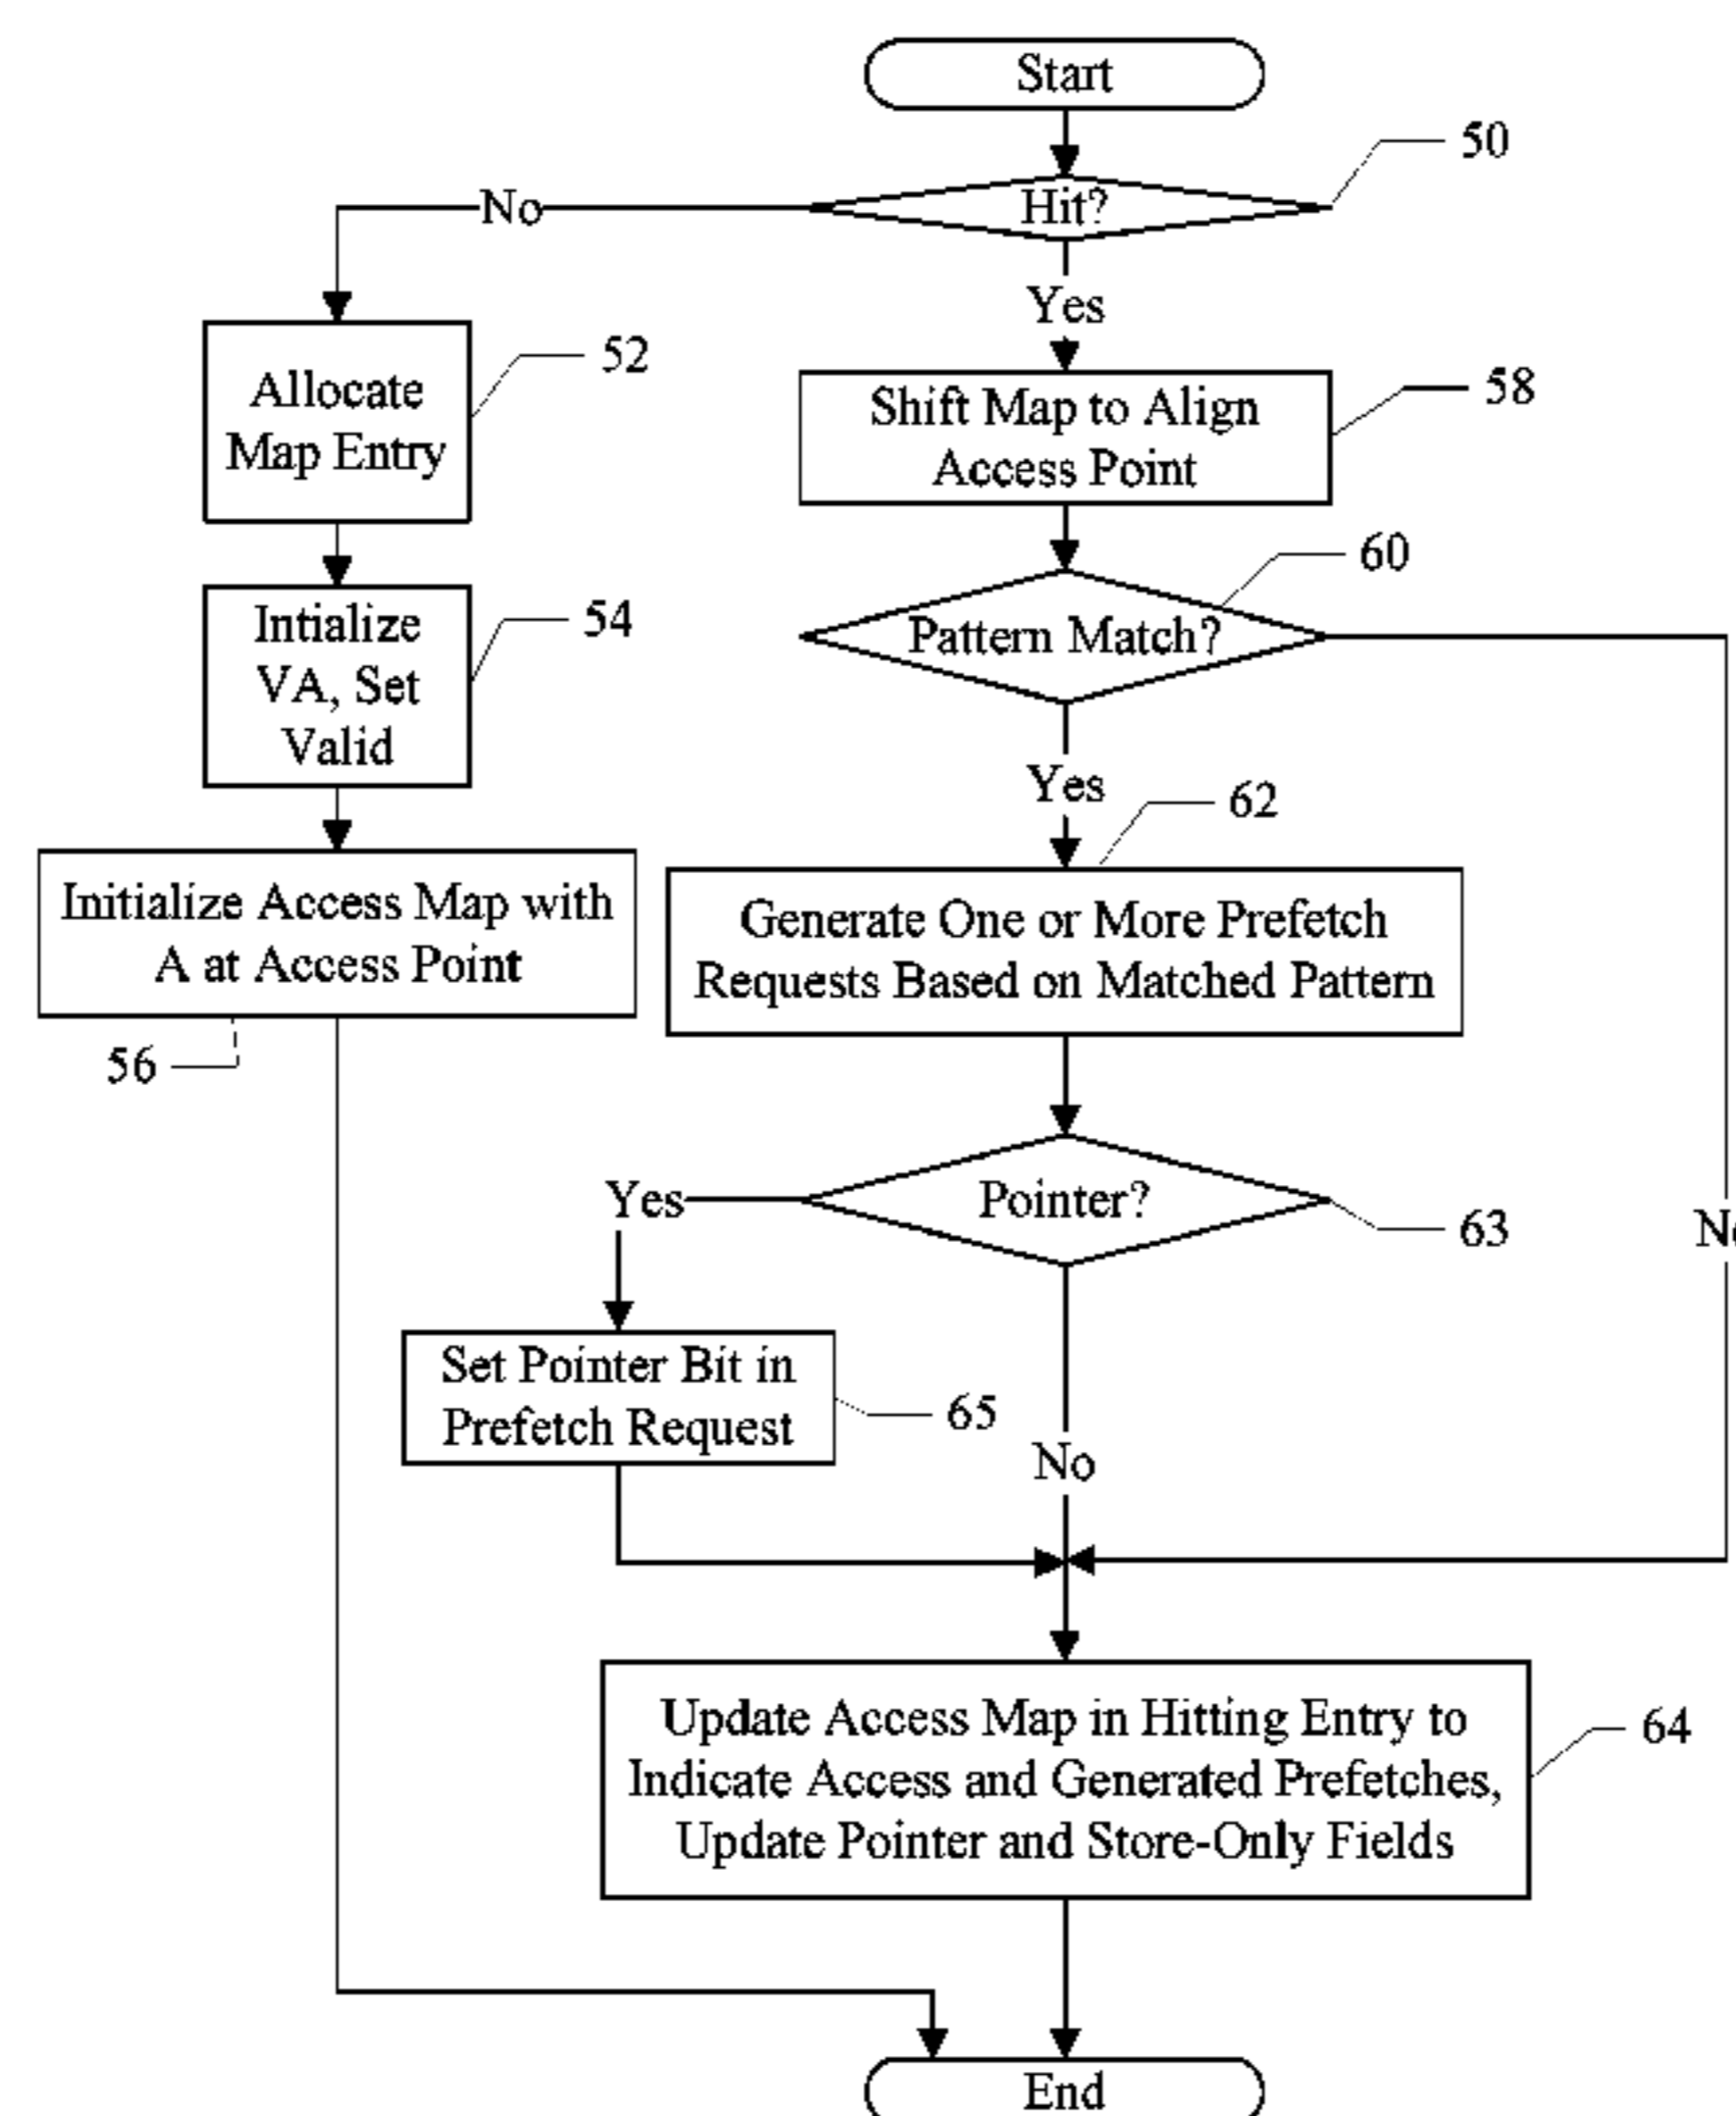 Start
50
Hit?
No
Yes
Allocate
Map Entry
52
Shift Map to Align
Access Point
58
Intialize
VA, Set
Valid
54
Pattern Match?
60
Yes
Initialize Access Map with
A at Access Point
56
62
Generate One or More Prefetch
Requests Based on Matched Pattern
Pointer?
63
Yes
Set Pointer Bit in
Prefetch Request
65
No
Update Access Map in Hitting Entry to
Indicate Access and Generated Prefetches,
Update Pointer and Store-Only Fields
64
End